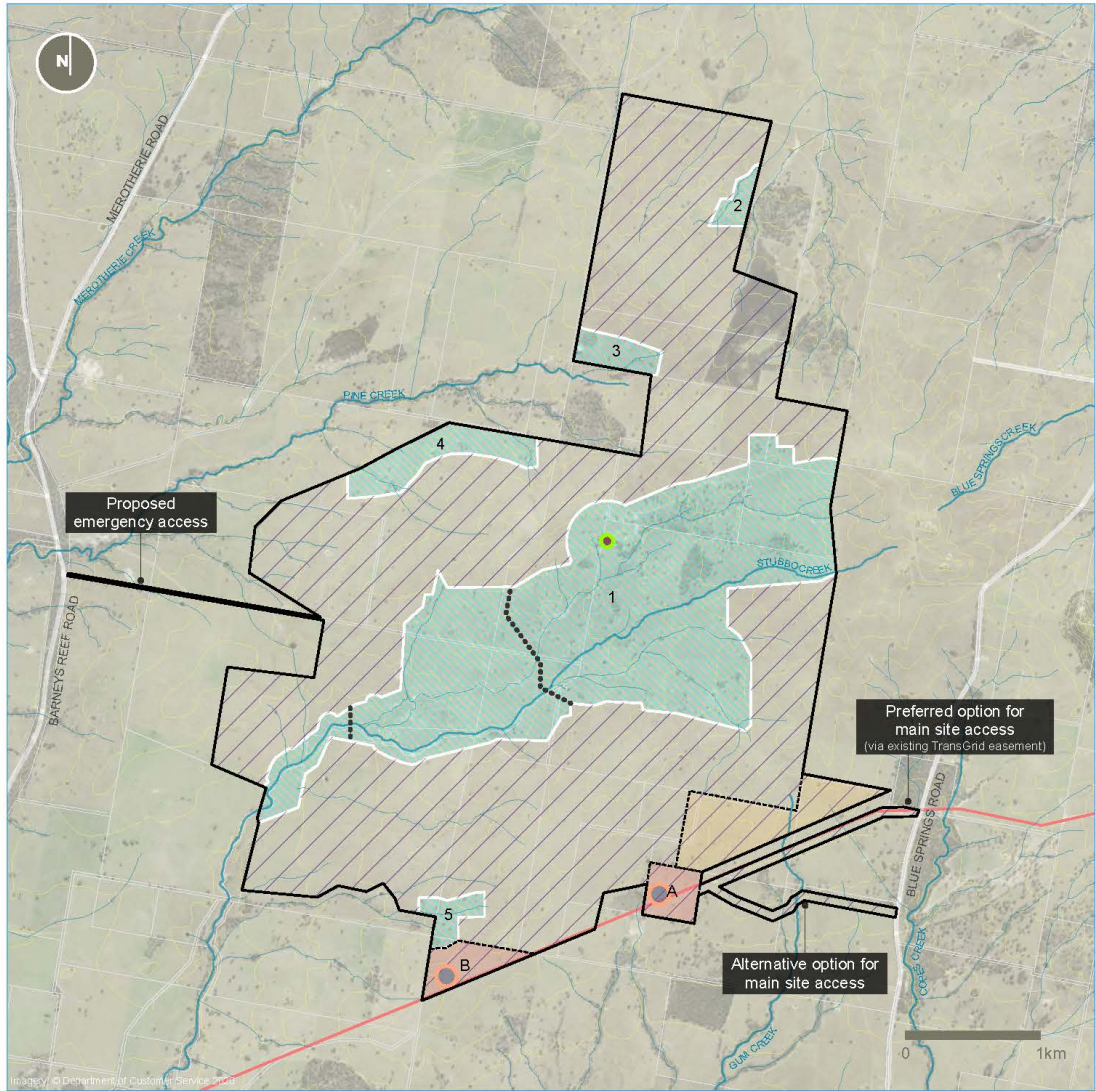 N
MEROTHERIE ROAD
MEROTHERIE CREEK
2
3
PINE CREEK
4
BLUE SPRINGS CREEK
Proposed
emergency access
STUBBO CREEK
1
BARNEYS REEF ROAD
Preferred option for
main site access
(via existing TransGrid easement)
BLUE SPRINGS ROAD
A
5
B
Alternative option for
main site access
COPES CREEK
GUM CREEK
0
1km
Imagery: © Department of Customer Service 2020